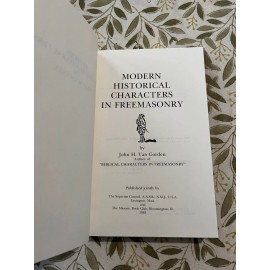 MODERN
HISTORICAL
CHARACTERS
IN FREEMASONRY
by
John H. Van Gorden
Author of
"BIBLICAL CHARACTERS IN FREEMASONRY"
Published jointly by
The Supreme Council, A.A.S.R., N.M.J., U.S.A.
Lexington, Mass.
and
The Masonic Book Club, Bloomington, Ill.
1985